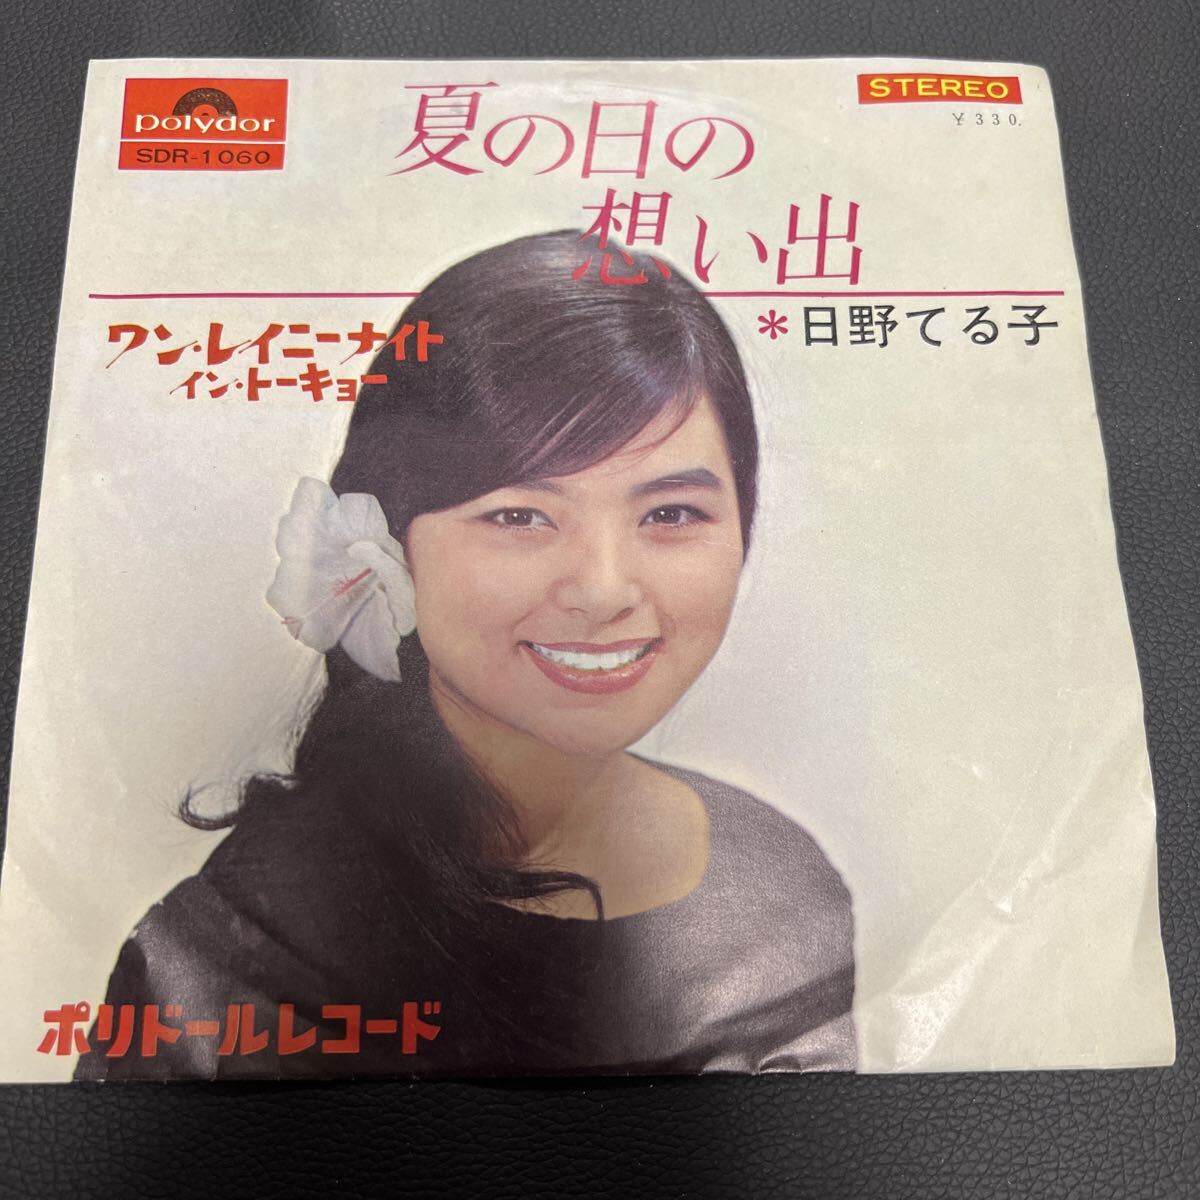 polydor
SDR-1060
STEREO
¥330.
夏の日の
想い出
*日野てる子
ワン・レイニーナイト
イン・トーキョー
ポリドールレコード